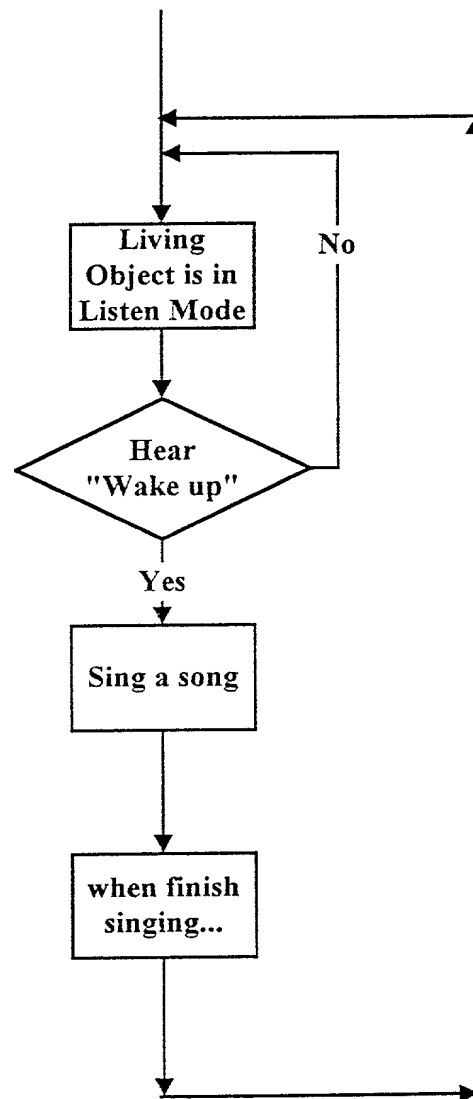 Living
Object is in
Listen Mode
No
Hear
"Wake up"
Yes
Sing a song
when finish
singing...